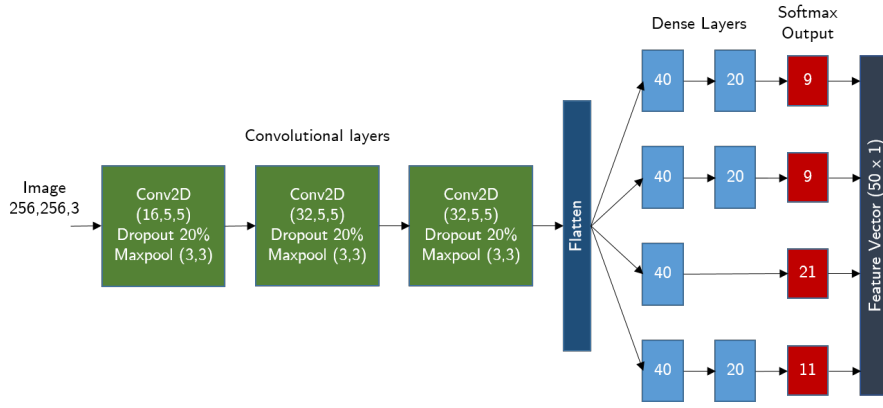 Image
256,256,3
Convolutional layers
Conv2D
(16,5,5)
Dropout 20%
Maxpool (3,3)
Conv2D
(32,5,5)
Dropout 20%
Maxpool (3,3)
Conv2D
(32,5,5)
Dropout 20%
Maxpool (3,3)
Flatten
Dense Layers
Softmax
Output
40
20
9
40
20
9
40
21
40
20
11
Feature Vector (50 x 1)